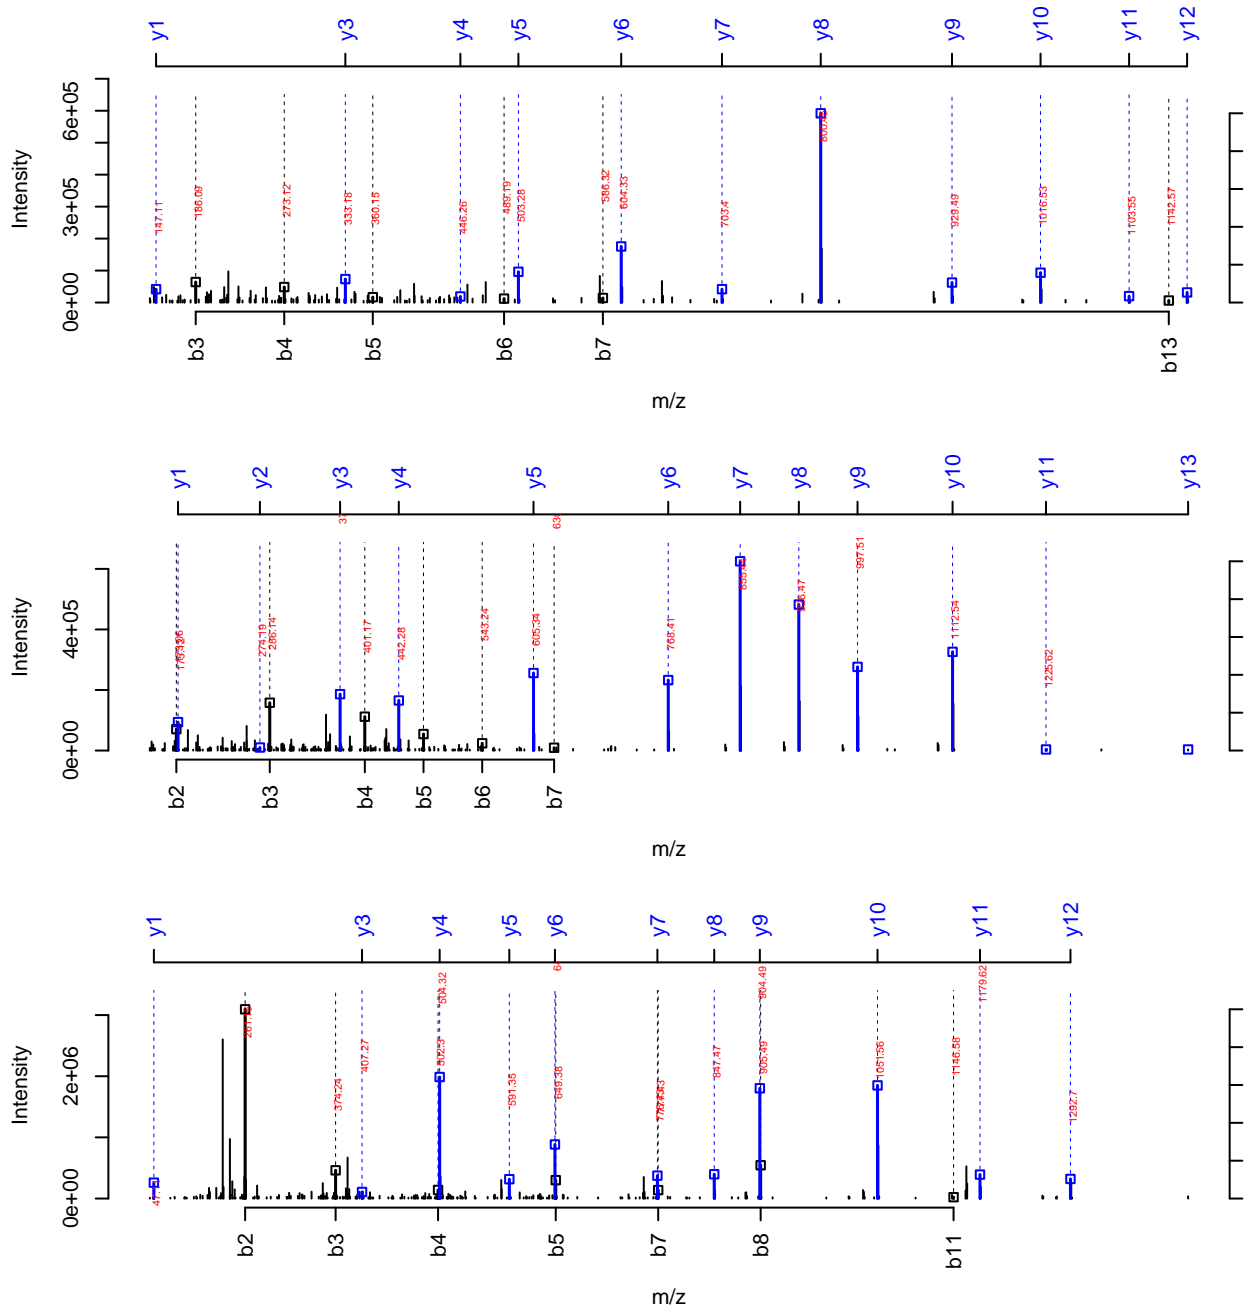 y1 y3 y4 y5 y6 y7 y8 y9 y10 y11 y12
Intensity
0e+00 3e+05 6e+05
147.11 186.09 273.12 333.18 360.15 446.26 489.19 503.28 586.32 604.33 703.4 929.49 1016.53 1103.55 1142.57
b3 b4 b5 b6 b7 b13
m/z
y1 y2 y3 y4 y5 y6 y7 y8 y9 y10 y11 y13
Intensity
0e+00 4e+05
274.19 286.14 401.17 442.28 543.24 605.34 768.41 997.51 1112.54 1225.62
b2 b3 b4 b5 b6 b7
m/z
y1 y3 y4 y5 y6 y7 y8 y9 y10 y11 y12
Intensity
0e+00 2e+06
374.24 407.27 502.3 504.32 591.35 649.38 847.47 905.49 904.49 1051.56 1146.58 1179.62 1292.7
b2 b3 b4 b5 b7 b8 b11
m/z